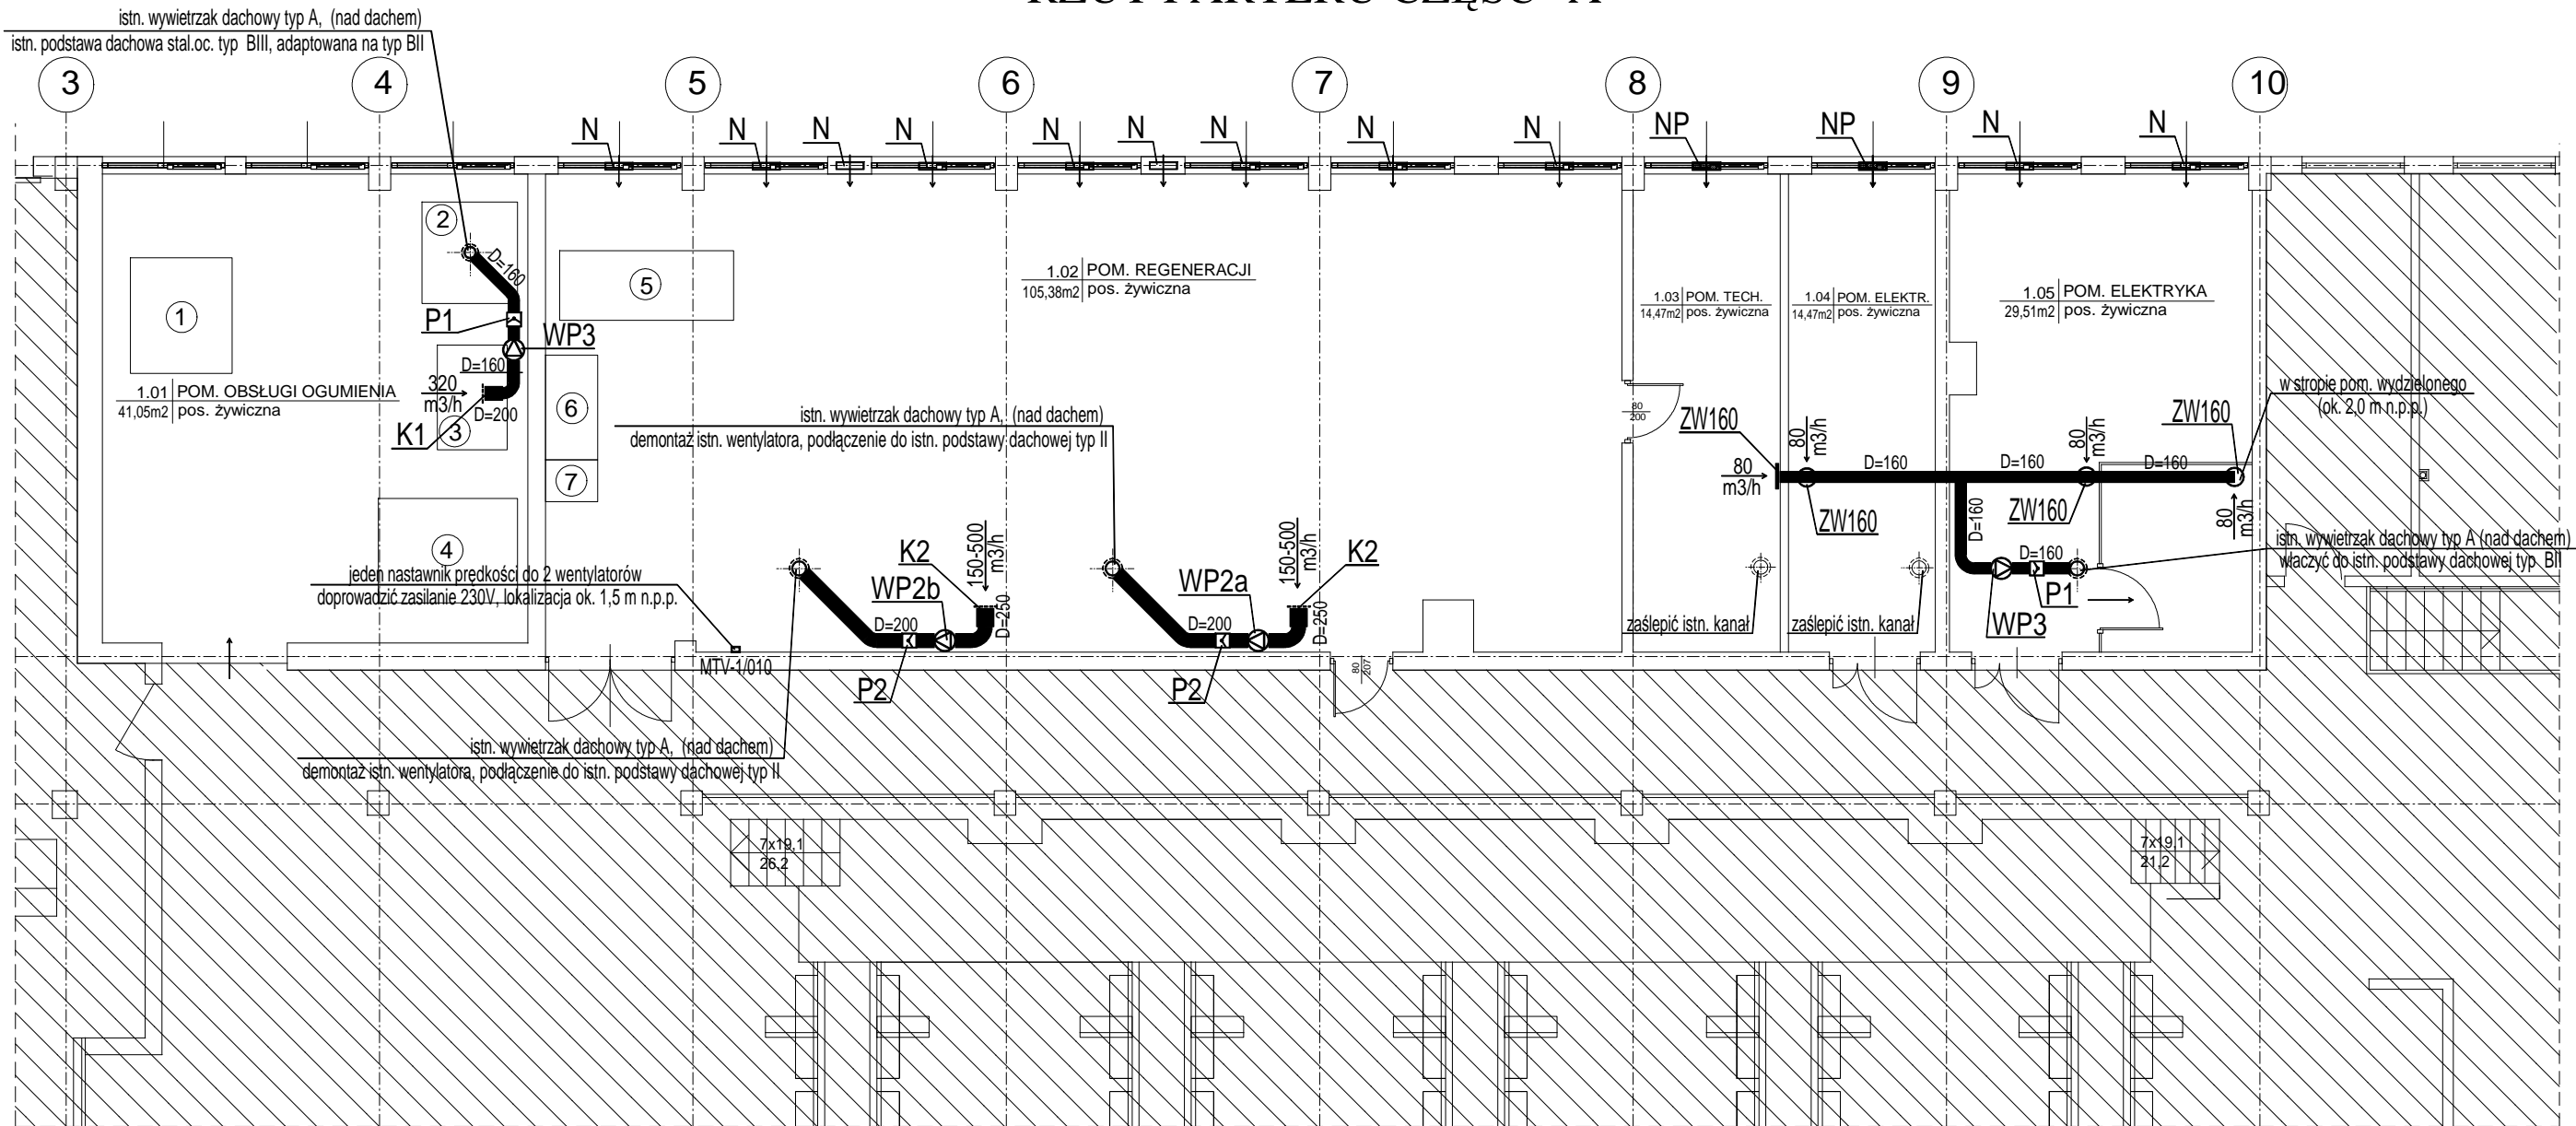 RZUT PARTERU CZĘŚĆ "A"
istn. wywietrzak dachowy typ A, (nad dachem)
istn. podstawa dachowa stal.oc. typ BIII, adaptowana na typ BII
3
4
5
6
7
8
9
10
N
N
N
N
N
N
N
N
N
NP
NP
N
N
1
2
D=160
P1
WP3
D=160
320
m3/h
D=200
K1
3
4
1.01 POM. OBSŁUGI OGUMIENIA
41,05m2 pos. żywiczna
5
6
7
1.02 POM. REGENERACJI
105,38m2 pos. żywiczna
1.03 POM. TECH.
14,47m2 pos. żywiczna
1.04 POM. ELEKTR.
14,47m2 pos. żywiczna
1.05 POM. ELEKTRYKA
29,51m2 pos. żywiczna
80
200
istn. wywietrzak dachowy typ A, (nad dachem)
demontaż istn. wentylatora, podłączenie do istn. podstawy dachowej typ II
w stropie pom. wydzielonego
(ok. 2,0 m n.p.p.)
ZW160
80
m3/h
80
m3/h
D=160
ZW160
D=160
80
m3/h
D=160
ZW160
ZW160
80
m3/h
D=160
D=160
P1
WP3
istn. wywietrzak dachowy typ A (nad dachem)
właczyć do istn. podstawy dachowej typ BII
jeden nastawnik prędkości do 2 wentylatorów
doprowadzić zasilanie 230V, lokalizacja ok. 1,5 m n.p.p.
MTV-1/010
K2
150-500
m3/h
WP2b
D=200
D=250
P2
WP2a
150-500
m3/h
K2
D=200
D=250
P2
80
207
zaślepić istn. kanał
zaślepić istn. kanał
istn. wywietrzak dachowy typ A, (nad dachem)
demontaż istn. wentylatora, podłączenie do istn. podstawy dachowej typ II
7x19,1
26,2
7x19,1
21,2